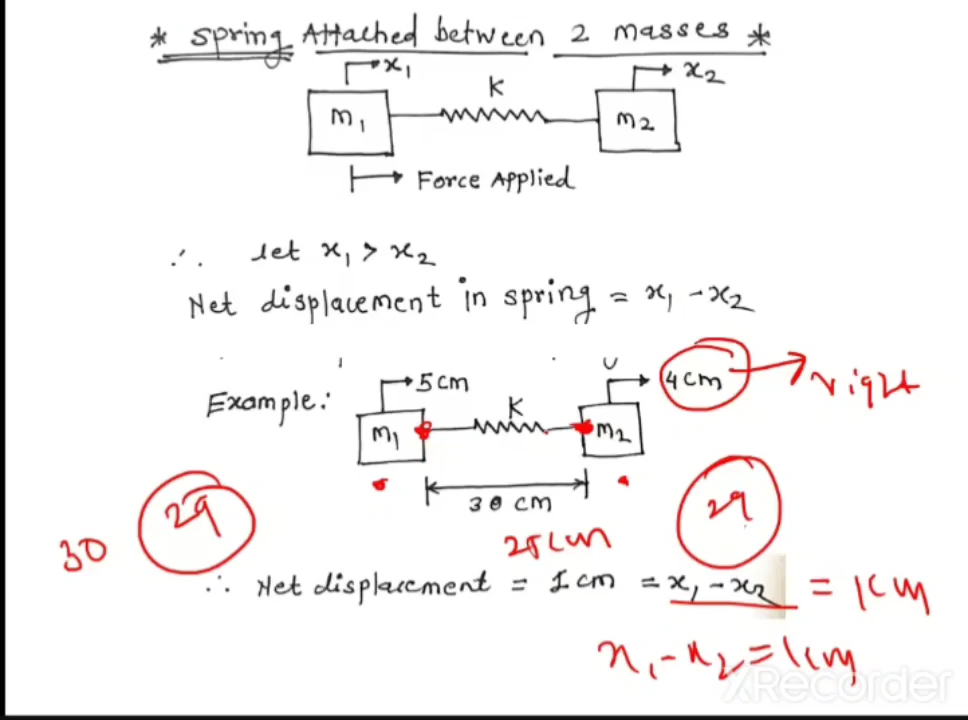 * Spring Attached between 2 masses *
x₁ x₂
K
m₁ m₂
Force Applied
∴ let x₁ > x₂
Net displacement in spring = x₁ - x₂
Example: 5cm 4cm right
K
m₁ m₂
30 cm
29 29
30 25cm
∴ Net displacement = 1 cm = x₁ - x₂ = 1cm
x₁ - x₂ = 1cm
XRecorder